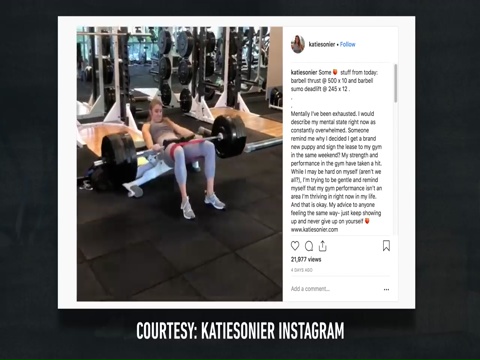 katiesonier • Follow
katiesonier Some 🍑 stuff from today:
barbell thrust @ 500 x 10 and barbell
sumo deadlift @ 245 x 12 .
.
.
Mentally I've been exhausted. I would
describe my mental state right now as
constantly overwhelmed. Someone
remind me why I decided I get a brand
new puppy and sign the lease to my gym
in the same weekend? My strength and
performance in the gym have taken a hit.
While I may be hard on myself (aren't we
all?), I'm trying to be gentle and remind
myself that my gym performance isn't an
area I'm thriving in right now in my life.
And that is okay. My advice to anyone
feeling the same way- just keep showing
up and never give up on yourself 🍑
www.katiesonier.com
21,977 views
4 DAYS AGO
Add a comment...
COURTESY: KATIESONIER INSTAGRAM